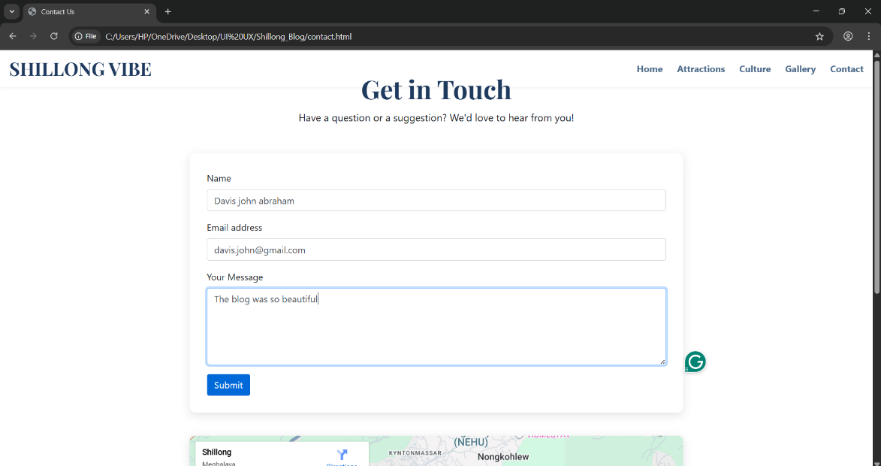 Contact Us
File C:/Users/HP/OneDrive/Desktop/UI%20UX/Shillong_Blog/contact.html
SHILLONG VIBE
Home Attractions Culture Gallery Contact
Get in Touch
Have a question or a suggestion? We'd love to hear from you!
Name
Davis john abraham
Email address
davis.john@gmail.com
Your Message
The blog was so beautiful
Submit
(NEHU)
Shillong
KYNTONMASSAR
Nongkohlew
Meghalaya
Directions